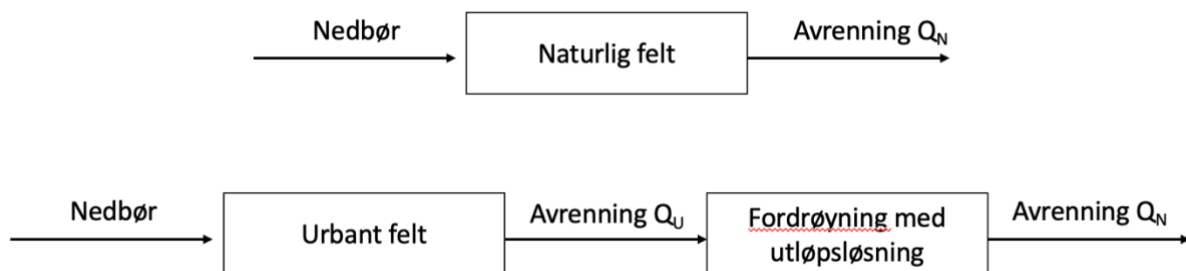 Nedbør
Naturlig felt
Avrenning QN
Nedbør
Urbant felt
Avrenning QU
Fordrøyning med
utløpsløsning
Avrenning QN